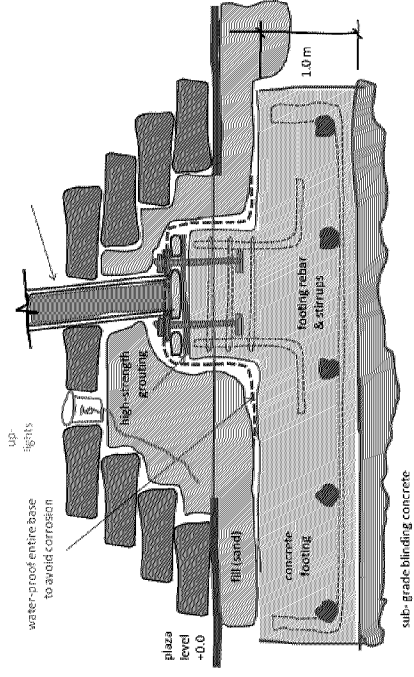 up-
lights
water-proof entire base
to avoid corrosion
high-strength
grouting
plaza
level
+0.0
fill (sand)
concrete
footing
footing rebar
& stirrups
1.0 m
sub- grade blinding concrete